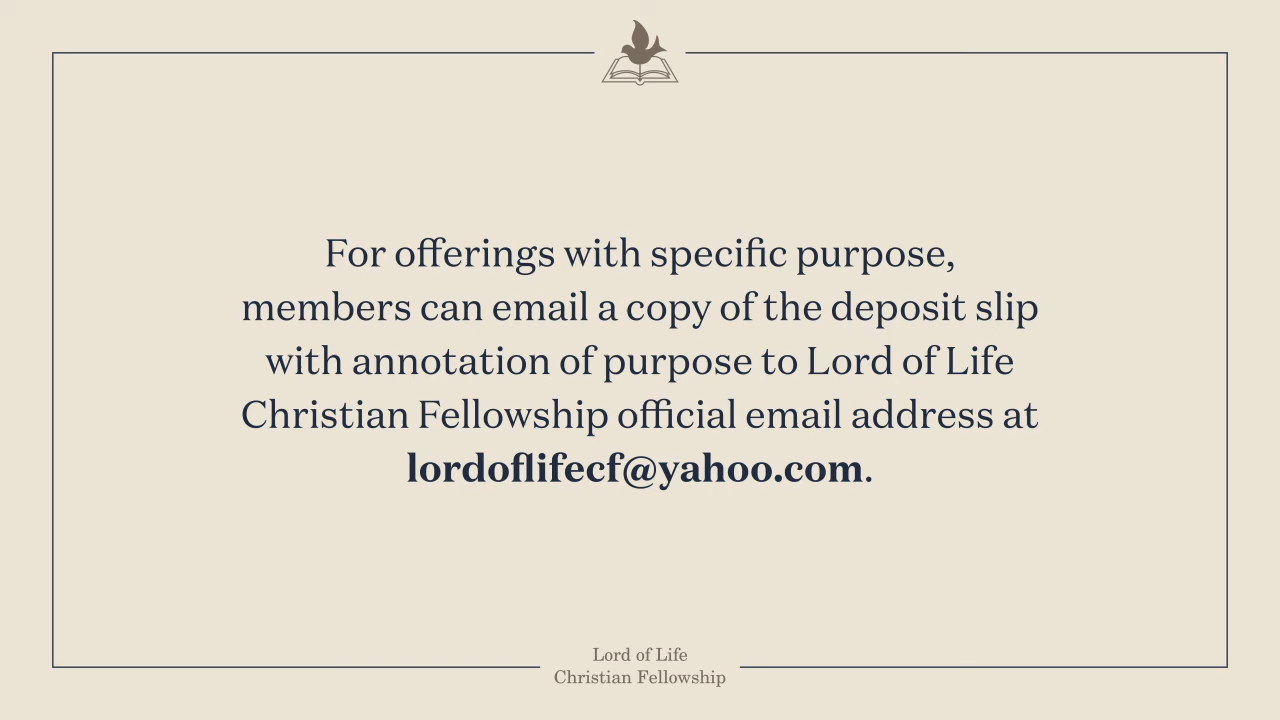 For offerings with specific purpose,
members can email a copy of the deposit slip
with annotation of purpose to Lord of Life
Christian Fellowship official email address at
lordoflifecf@yahoo.com.
Lord of Life
Christian Fellowship